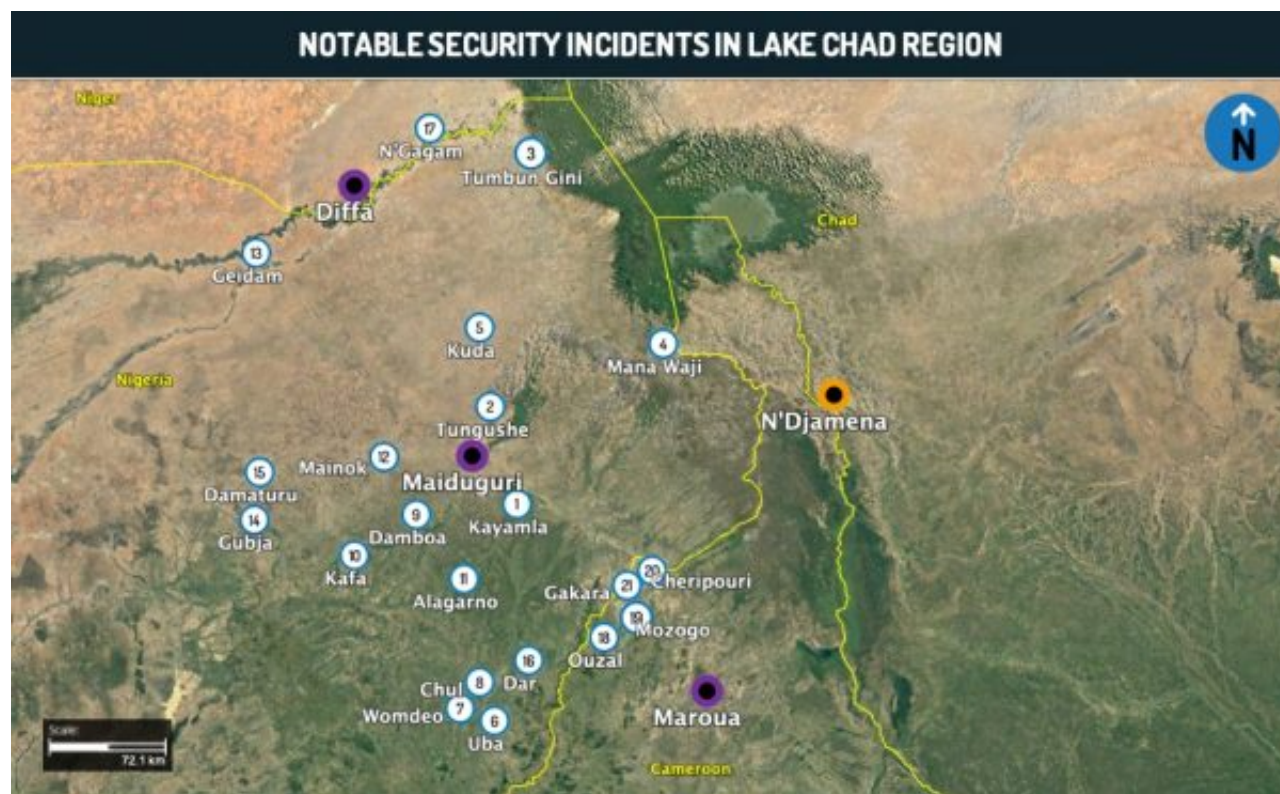 NOTABLE SECURITY INCIDENTS IN LAKE CHAD REGION
Niger
N
17
N'Gagam
3
Tumbun Gini
Diffa
Chad
13
Geidam
5
Kuda
4
Mana Waji
Nigeria
2
Tungushe
N'Djamena
12
Mainok
15
Damaturu
Maiduguri
1
Kayamla
14
Gubja
9
Damboa
10
Kafa
11
Alagarno
20
Cheripouri
21
Gakara
19
Mozogo
18
Ouzal
16
Dar
8
Chul
7
Womdeo
6
Uba
Maroua
Scale:
72.1 km
Cameroon